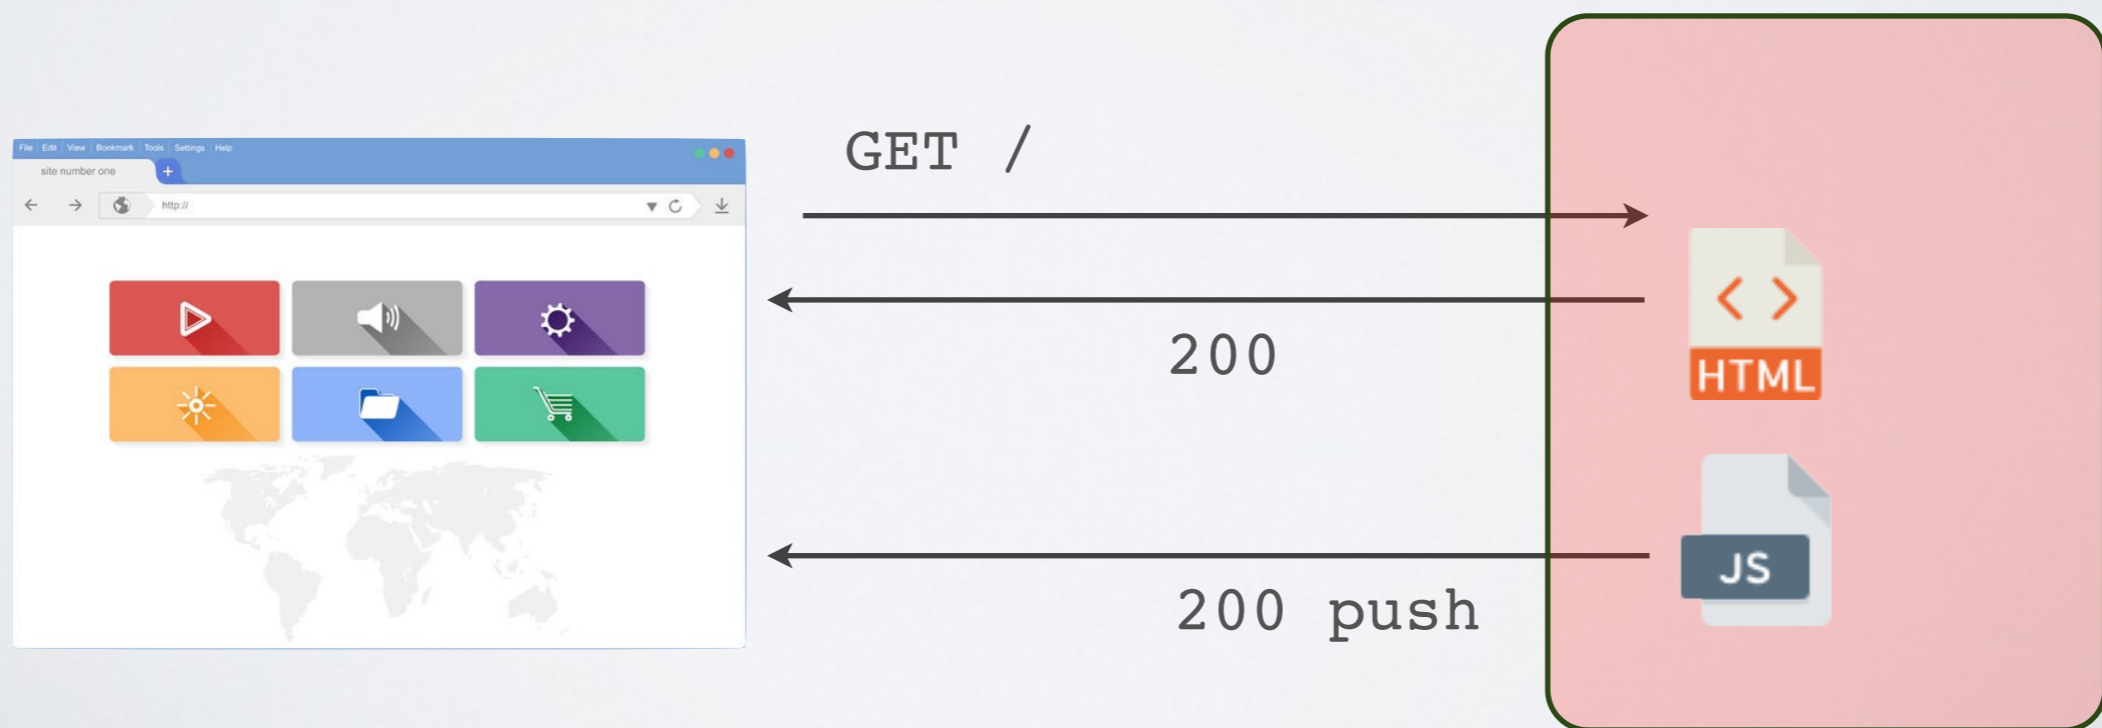 File Edit View Bookmark Tools Settings Help
site number one
+
http://
GET /
200
HTML
JS
200 push